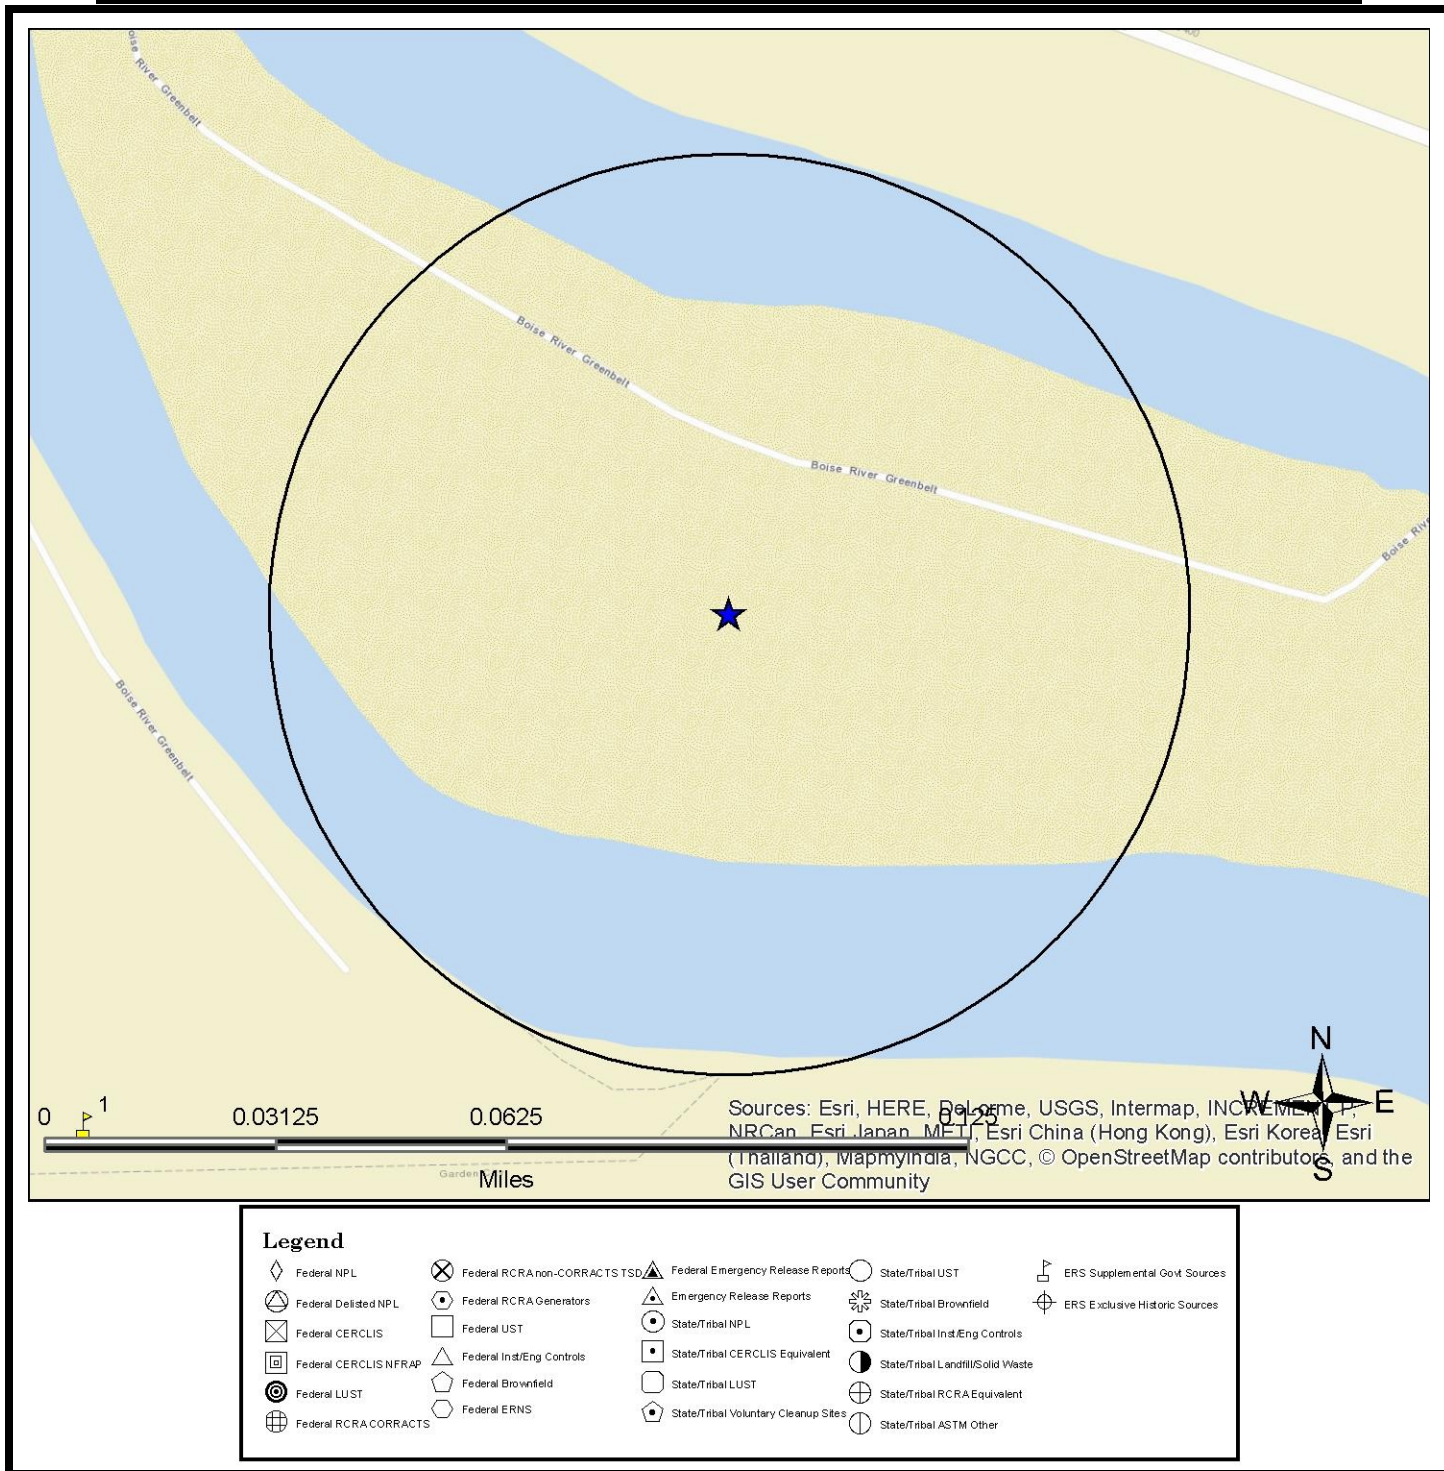 oise River Greenbelt
Boise River Greenbelt
Boise River Greenbelt
Boise Rive
Boise River Greenbelt
N
W E
S
0 1 0.03125 0.0625 0.125
Miles
Garden
Sources: Esri, HERE, DeLorme, USGS, Intermap, INCREMENT P,
NRCan, Esri Japan, METI, Esri China (Hong Kong), Esri Korea, Esri
(Thailand), MapmyIndia, NGCC, © OpenStreetMap contributors, and the
GIS User Community
Legend
Federal NPL
Federal Delisted NPL
Federal CERCLIS
Federal CERCLIS NFRAP
Federal LUST
Federal RCRA CORRACTS
Federal RCRA non-CORRACTS TSD
Federal RCRA Generators
Federal UST
Federal Inst/Eng Controls
Federal Brownfield
Federal ERNS
Federal Emergency Release Reports
Emergency Release Reports
State/Tribal NPL
State/Tribal CERCLIS Equivalent
State/Tribal LUST
State/Tribal Voluntary Cleanup Sites
State/Tribal UST
State/Tribal Brownfield
State/Tribal Inst/Eng Controls
State/Tribal Landfill/Solid Waste
State/Tribal RCRA Equivalent
State/Tribal ASTM Other
ERS Supplemental Govt Sources
ERS Exclusive Historic Sources